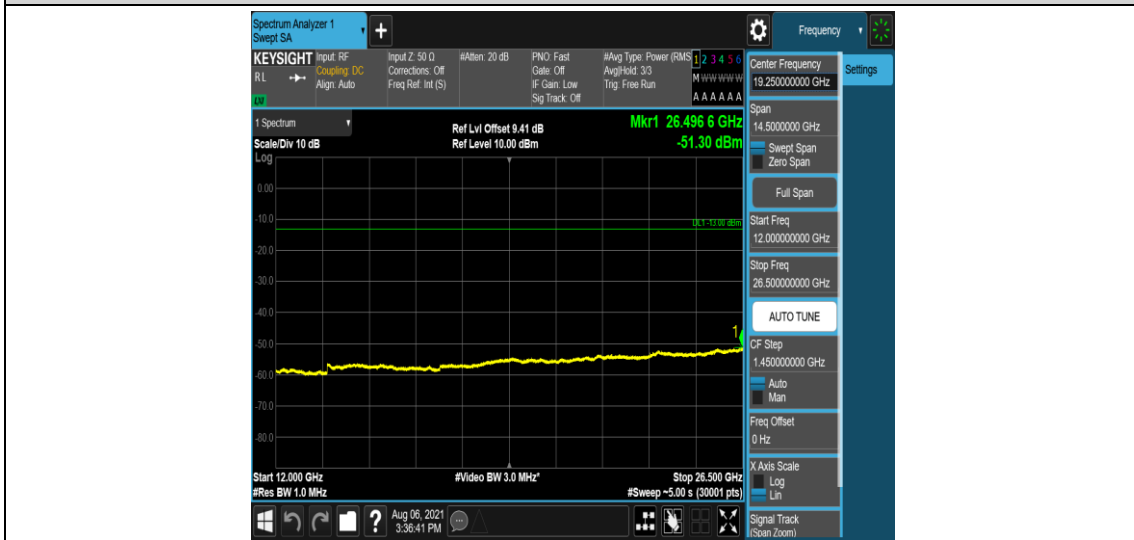 Spectrum Analyzer 1
Swept SA
Frequency
KEYSIGHT
RL
Input: RF
Coupling: DC
Align: Auto
Input Z: 50 Ω
Corrections: Off
Freq Ref: Int (S)
#Atten: 20 dB
PNO: Fast
Gate: Off
IF Gain: Low
Sig Track: Off
#Avg Type: Power (RMS
Avg|Hold: 3/3
Trig: Free Run
1 2 3 4 5 6
M W W W W W
A A A A A A
1 Spectrum
Scale/Div 10 dB
Log
Ref Lvl Offset 9.41 dB
Ref Level 10.00 dBm
Mkr1 26.496 6 GHz
-51.30 dBm
0.00
-10.0
DL1 -13.00 dBm
-20.0
-30.0
-40.0
1
-50.0
-60.0
-70.0
-80.0
Start 12.000 GHz
#Res BW 1.0 MHz
#Video BW 3.0 MHz*
Stop 26.500 GHz
#Sweep ~5.00 s (30001 pts)
Center Frequency
19.250000000 GHz
Settings
Span
14.5000000 GHz
Swept Span
Zero Span
Full Span
Start Freq
12.000000000 GHz
Stop Freq
26.500000000 GHz
AUTO TUNE
CF Step
1.450000000 GHz
Auto
Man
Freq Offset
0 Hz
X Axis Scale
Log
Lin
Signal Track
(Span Zoom)
?
Aug 06, 2021
3:36:41 PM